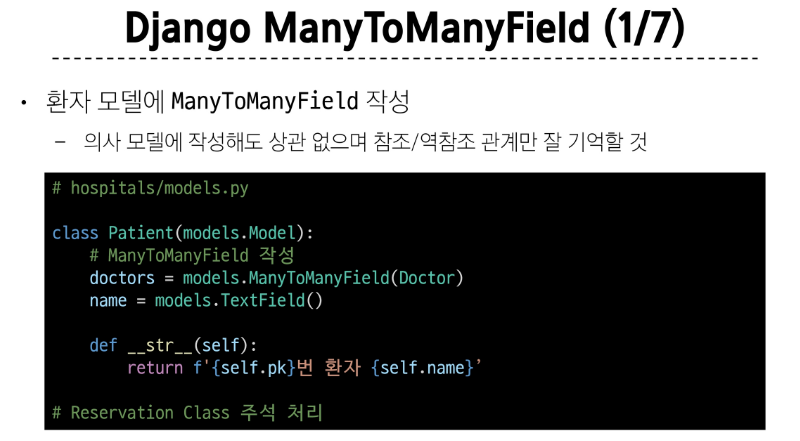 Django ManyToManyField (1/7)
• 환자 모델에 ManyToManyField 작성
– 의사 모델에 작성해도 상관 없으며 참조/역참조 관계만 잘 기억할 것
# hospitals/models.py
class Patient(models.Model):
    # ManyToManyField 작성
    doctors = models.ManyToManyField(Doctor)
    name = models.TextField()
    def __str__(self):
        return f'{self.pk}번 환자 {self.name}’
# Reservation Class 주석 처리